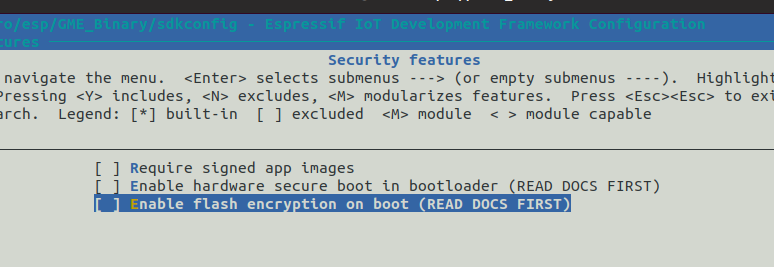 ro/esp/GME_Binary/sdkconfig - Espressif IoT Development Framework Configuration
tures
Security features
navigate the menu. <Enter> selects submenus ---> (or empty submenus ----). Highlight
Pressing <Y> includes, <N> excludes, <M> modularizes features. Press <Esc><Esc> to exi
arch. Legend: [*] built-in [ ] excluded <M> module < > module capable
[ ] Require signed app images
[ ] Enable hardware secure boot in bootloader (READ DOCS FIRST)
[ ] Enable flash encryption on boot (READ DOCS FIRST)